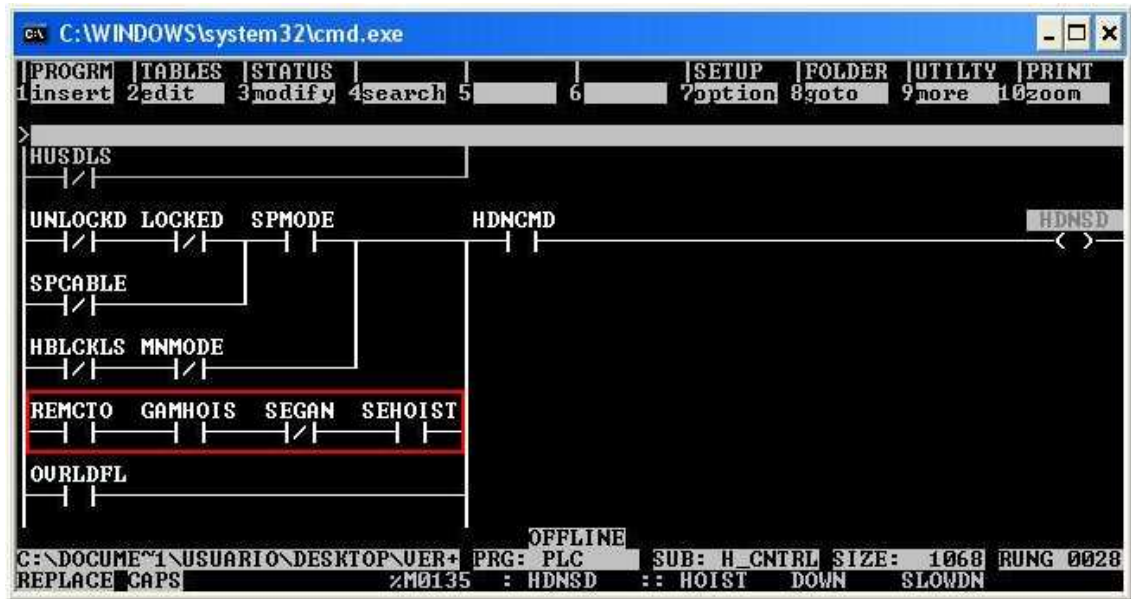 C:\WINDOWS\system32\cmd.exe
|PROGRM |TABLES |STATUS | | | |SETUP |FOLDER |UTILTY |PRINT
1insert 2edit 3modify 4search 5 6 7option 8goto 9more 10zoom
>
HUSDLS
UNLOCKD LOCKED SPMODE HDNCMD HDNSD
SPCABLE
HBLCKLS MNMODE
REMCTO GAMHOIS SEGAN SEHOIST
OVRLDFL
OFFLINE
C:\DOCUME~1\USUARIO\DESKTOP\VER+ PRG: PLC SUB: H_CNTRL SIZE: 1068 RUNG 0028
REPLACE CAPS %M0135 : HDNSD :: HOIST DOWN SLOWDN